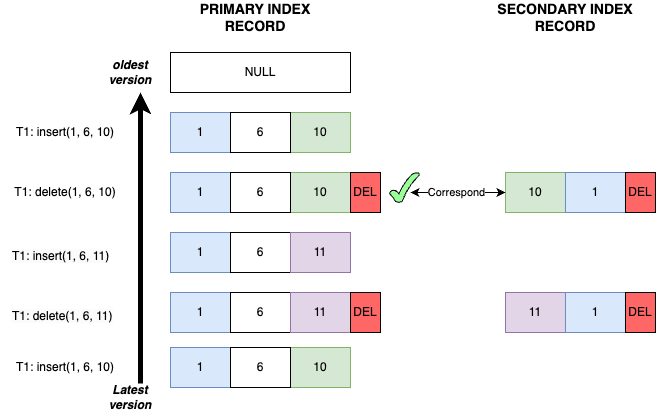 PRIMARY INDEX
RECORD
SECONDARY INDEX
RECORD
oldest
version
NULL
T1: insert(1, 6, 10)
1 6 10
T1: delete(1, 6, 10)
1 6 10 DEL
Correspond
10 1 DEL
T1: insert(1, 6, 11)
1 6 11
T1: delete(1, 6, 11)
1 6 11 DEL
11 1 DEL
T1: insert(1, 6, 10)
1 6 10
Latest
version